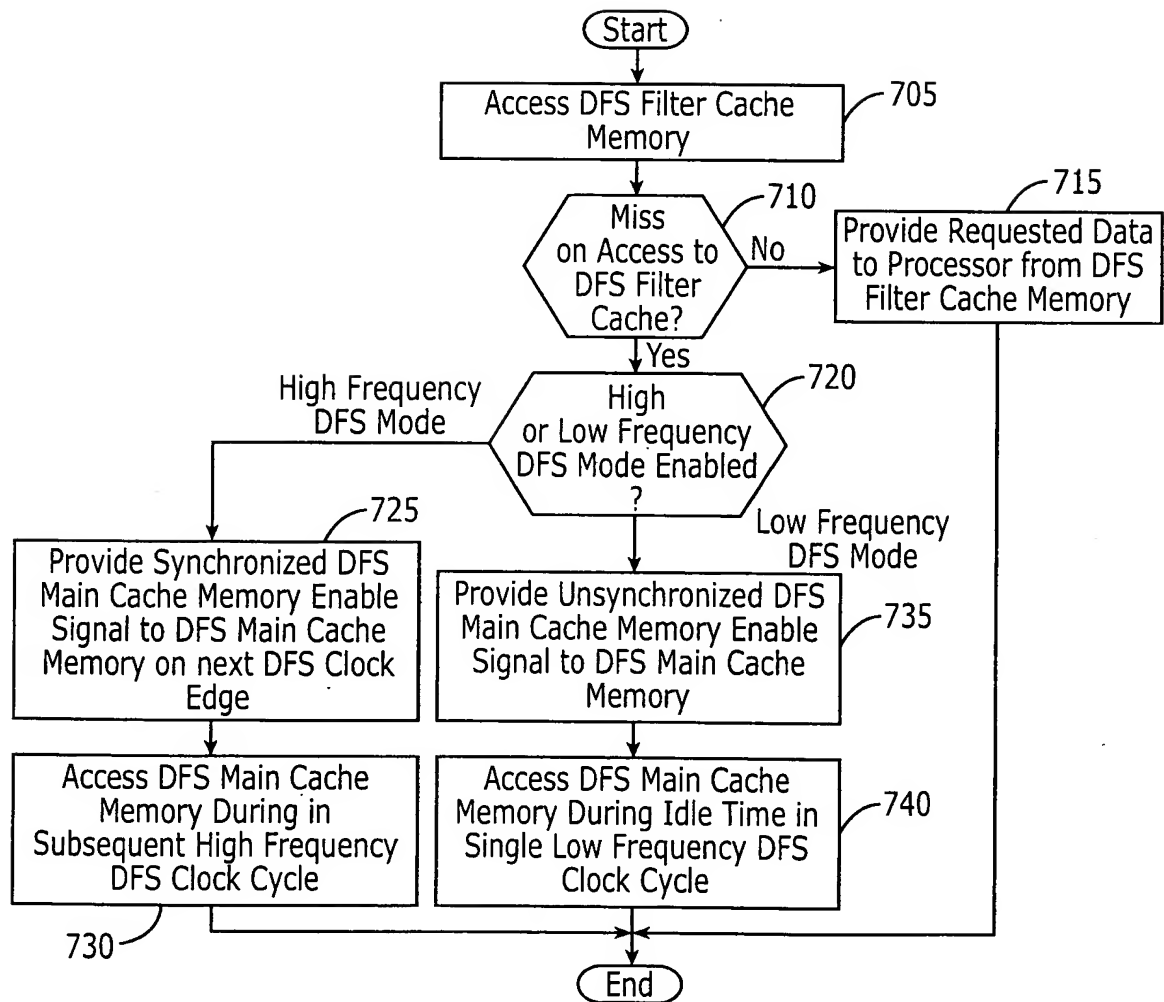 Start
Access DFS Filter Cache
Memory
705
Miss
on Access to
DFS Filter
Cache?
710
No
715
Provide Requested Data
to Processor from DFS
Filter Cache Memory
Yes
High Frequency
DFS Mode
High
or Low Frequency
DFS Mode Enabled
?
720
Low Frequency
DFS Mode
725
Provide Synchronized DFS
Main Cache Memory Enable
Signal to DFS Main Cache
Memory on next DFS Clock
Edge
Provide Unsynchronized DFS
Main Cache Memory Enable
Signal to DFS Main Cache
Memory
735
Access DFS Main Cache
Memory During in
Subsequent High Frequency
DFS Clock Cycle
730
Access DFS Main Cache
Memory During Idle Time in
Single Low Frequency DFS
Clock Cycle
740
End